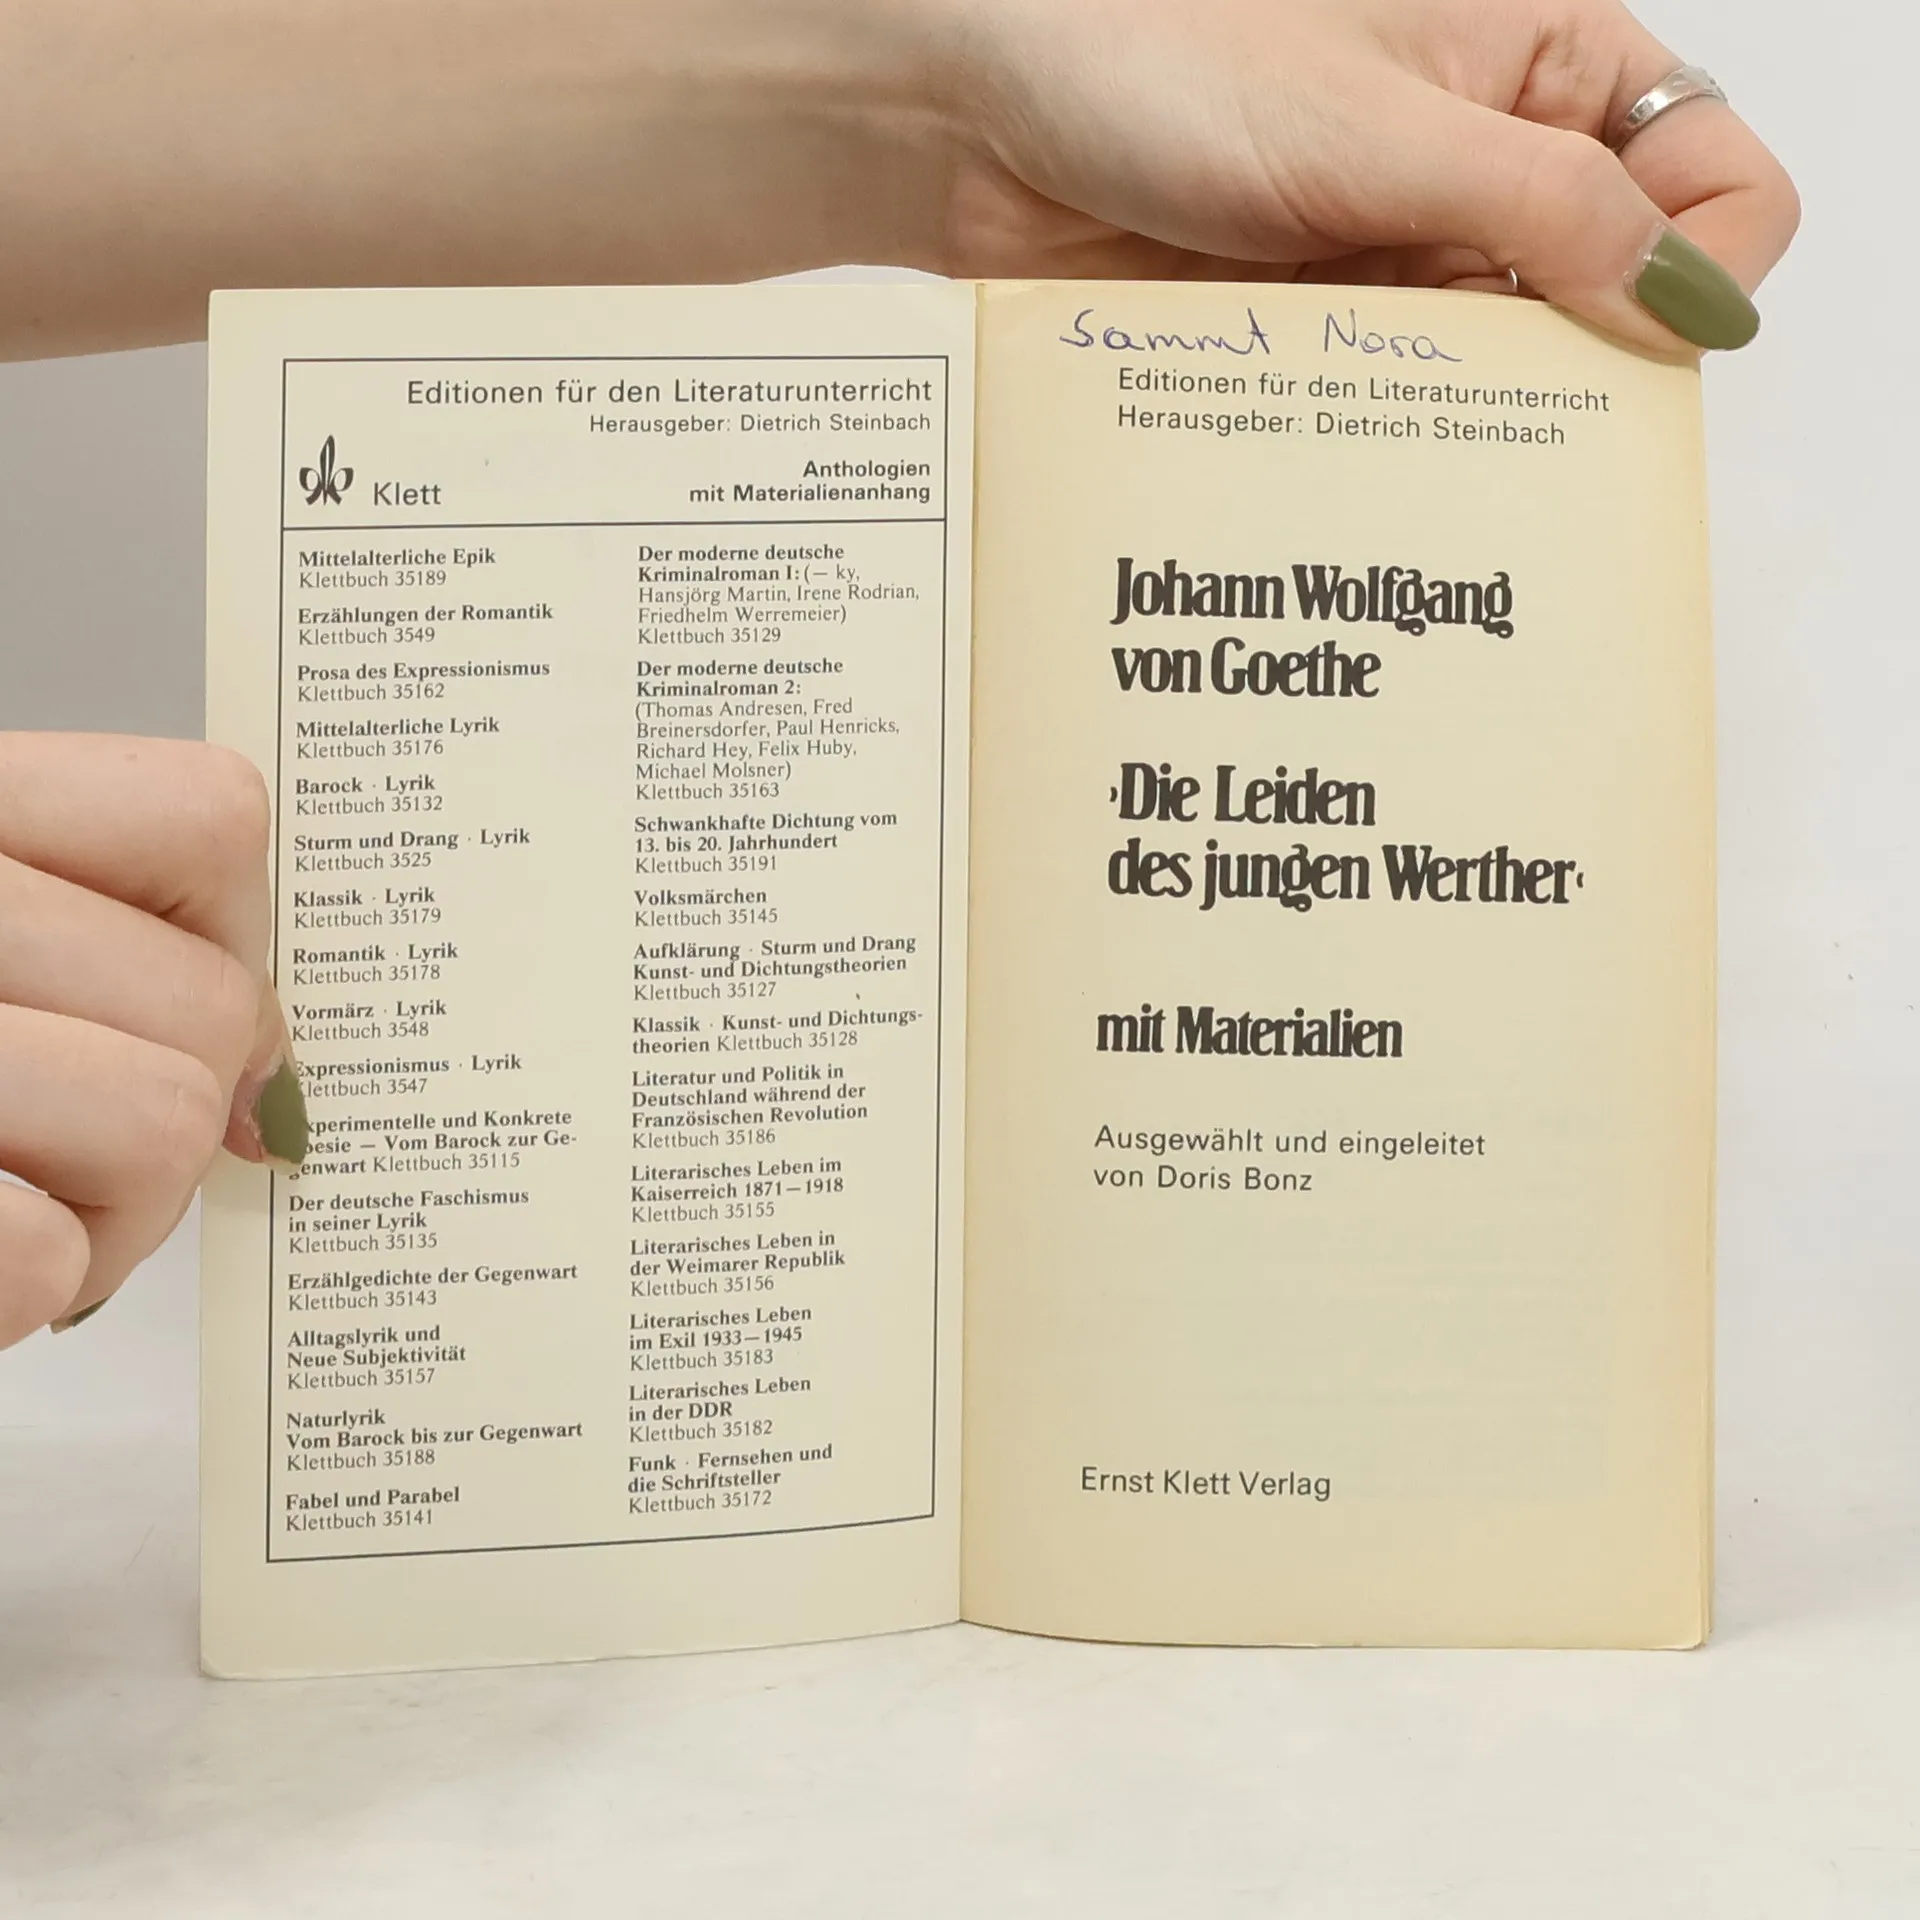 Editionen für den Literaturunterricht
Herausgeber: Dietrich Steinbach
Klett
Anthologien
mit Materialienanhang
Mittelalterliche Epik
Klettbuch 35189
Erzählungen der Romantik
Klettbuch 3549
Prosa des Expressionismus
Klettbuch 35162
Mittelalterliche Lyrik
Klettbuch 35176
Barock · Lyrik
Klettbuch 35132
Sturm und Drang · Lyrik
Klettbuch 3525
Klassik · Lyrik
Klettbuch 35179
Romantik · Lyrik
Klettbuch 35178
Vormärz · Lyrik
Klettbuch 3548
Expressionismus · Lyrik
Klettbuch 3547
xperimentelle und Konkrete
oesie — Vom Barock zur Ge-
genwart Klettbuch 35115
Der deutsche Faschismus
in seiner Lyrik
Klettbuch 35135
Erzählgedichte der Gegenwart
Klettbuch 35143
Alltagslyrik und
Neue Subjektivität
Klettbuch 35157
Naturlyrik
Vom Barock bis zur Gegenwart
Klettbuch 35188
Fabel und Parabel
Klettbuch 35141
Der moderne deutsche
Kriminalroman I: (— ky,
Hansjörg Martin, Irene Rodrian,
Friedhelm Werremeier)
Klettbuch 35129
Der moderne deutsche
Kriminalroman 2:
(Thomas Andresen, Fred
Breinersdorfer, Paul Henricks,
Richard Hey, Felix Huby,
Michael Molsner)
Klettbuch 35163
Schwankhafte Dichtung vom
13. bis 20. Jahrhundert
Klettbuch 35191
Volksmärchen
Klettbuch 35145
Aufklärung · Sturm und Drang
Kunst- und Dichtungstheorien
Klettbuch 35127
Klassik · Kunst- und Dichtungs-
theorien Klettbuch 35128
Literatur und Politik in
Deutschland während der
Französischen Revolution
Klettbuch 35186
Literarisches Leben im
Kaiserreich 1871—1918
Klettbuch 35155
Literarisches Leben in
der Weimarer Republik
Klettbuch 35156
Literarisches Leben
im Exil 1933—1945
Klettbuch 35183
Literarisches Leben
in der DDR
Klettbuch 35182
Funk · Fernsehen und
die Schriftsteller
Klettbuch 35172
Sammt Nora
Editionen für den Literaturunterricht
Herausgeber: Dietrich Steinbach
Johann Wolfgang
von Goethe
›Die Leiden
des jungen Werther‹
mit Materialien
Ausgewählt und eingeleitet
von Doris Bonz
Ernst Klett Verlag